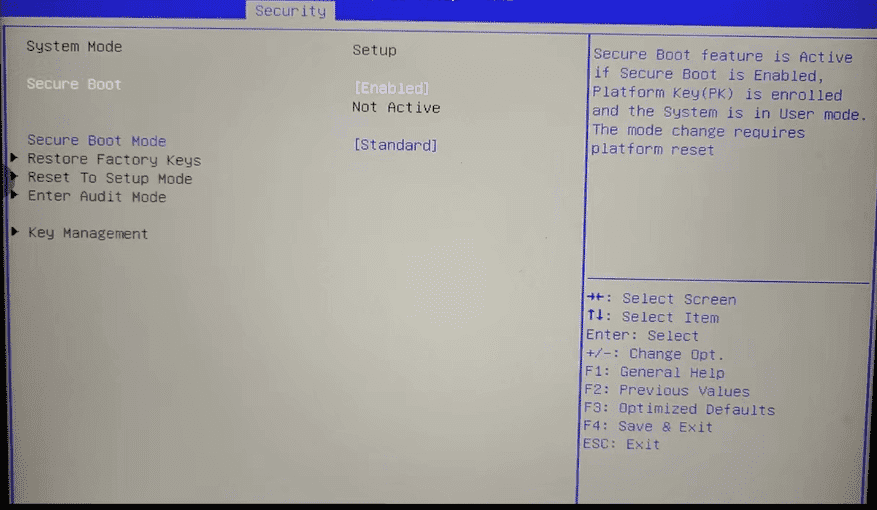 Security
System Mode
Setup
Secure Boot
[Enabled]
Not Active
Secure Boot Mode
[Standard]
Restore Factory Keys
Reset To Setup Mode
Enter Audit Mode
Key Management
Secure Boot feature is Active
if Secure Boot is Enabled,
Platform Key(PK) is enrolled
and the System is in User mode.
The mode change requires
platform reset
→←: Select Screen
↑↓: Select Item
Enter: Select
+/-: Change Opt.
F1: General Help
F2: Previous Values
F3: Optimized Defaults
F4: Save & Exit
ESC: Exit